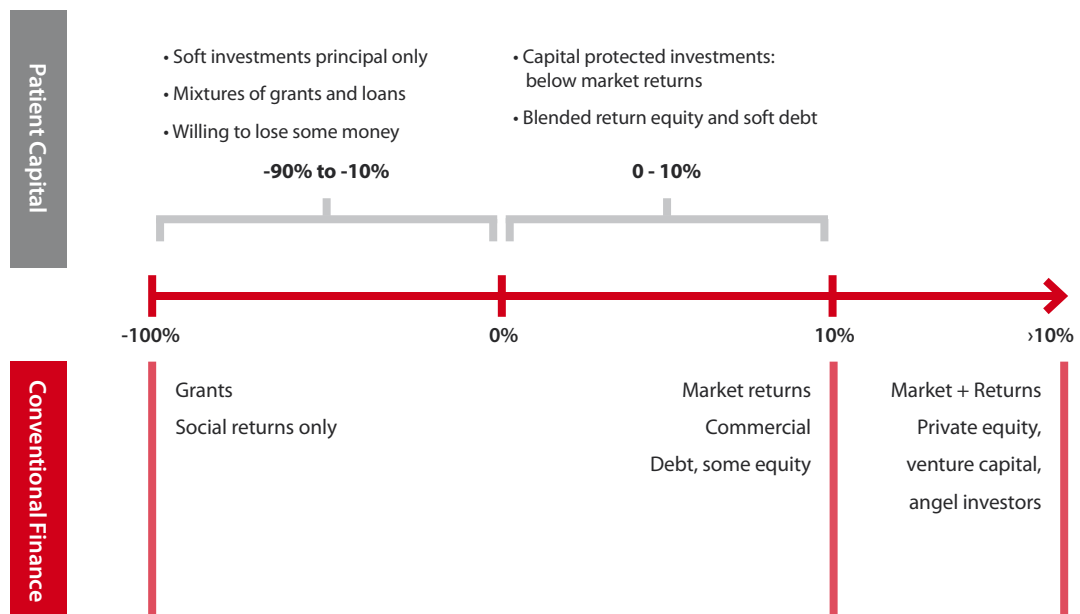 Patient Capital
• Soft investments principal only
• Mixtures of grants and loans
• Willing to lose some money
-90% to -10%
• Capital protected investments:
below market returns
• Blended return equity and soft debt
0 - 10%
-100%
0%
10%
›10%
Conventional Finance
Grants
Social returns only
Market returns
Commercial
Debt, some equity
Market + Returns
Private equity,
venture capital,
angel investors